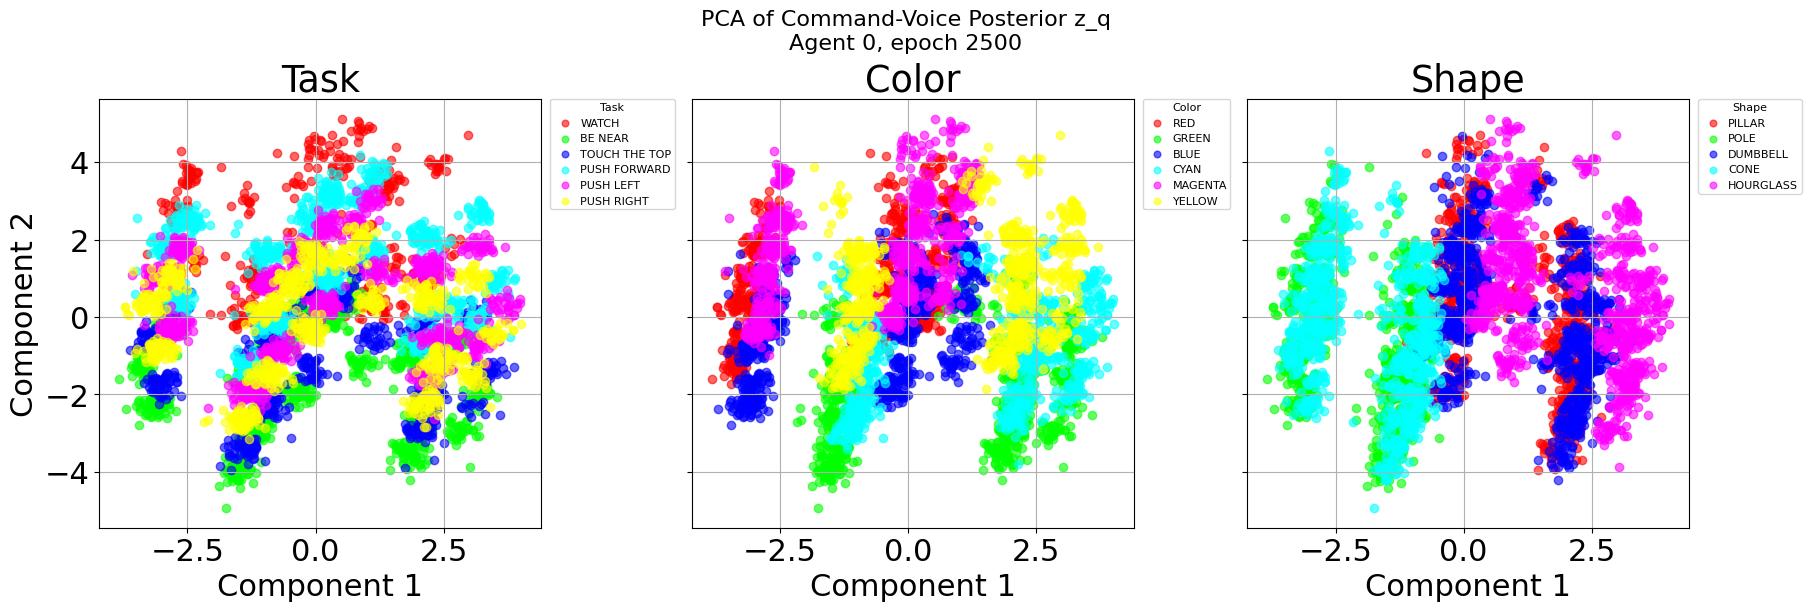 PCA of Command-Voice Posterior z_q
Agent 0, epoch 2500
Task
Color
Shape
Task
WATCH
BE NEAR
TOUCH THE TOP
PUSH FORWARD
PUSH LEFT
PUSH RIGHT
Color
RED
GREEN
BLUE
CYAN
MAGENTA
YELLOW
Shape
PILLAR
POLE
DUMBBELL
CONE
HOURGLASS
Component 2
4
2
0
−2
−4
−2.5 0.0 2.5
−2.5 0.0 2.5
−2.5 0.0 2.5
Component 1
Component 1
Component 1